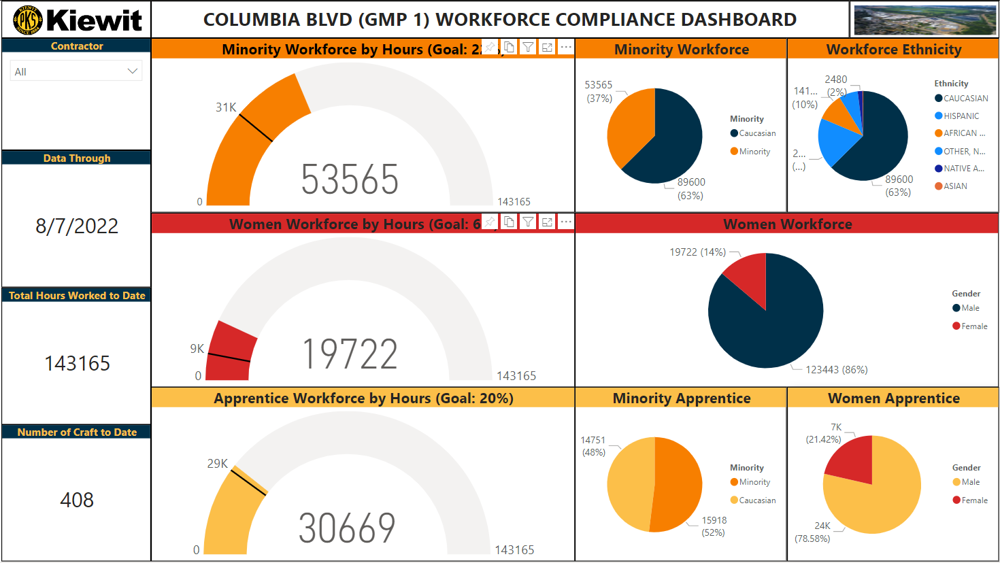 KIEWIT
PKS
SINCE 1884
Kiewit
COLUMBIA BLVD (GMP 1) WORKFORCE COMPLIANCE DASHBOARD
Contractor
All
Data Through
8/7/2022
Total Hours Worked to Date
143165
Number of Craft to Date
408
Minority Workforce by Hours (Goal: 2
31K
53565
0
143165
Minority Workforce
53565
(37%)
89600
(63%)
Minority
Caucasian
Minority
Workforce Ethnicity
2480
(2%)
141...
(10%)
2...
(...)
89600
(63%)
Ethnicity
CAUCASIAN
HISPANIC
AFRICAN ...
OTHER, N...
NATIVE A...
ASIAN
Women Workforce by Hours (Goal: 6
9K
19722
0
143165
Women Workforce
19722 (14%)
123443 (86%)
Gender
Male
Female
Apprentice Workforce by Hours (Goal: 20%)
29K
30669
0
143165
Minority Apprentice
14751
(48%)
15918
(52%)
Minority
Minority
Caucasian
Women Apprentice
7K
(21.42%)
24K
(78.58%)
Gender
Male
Female